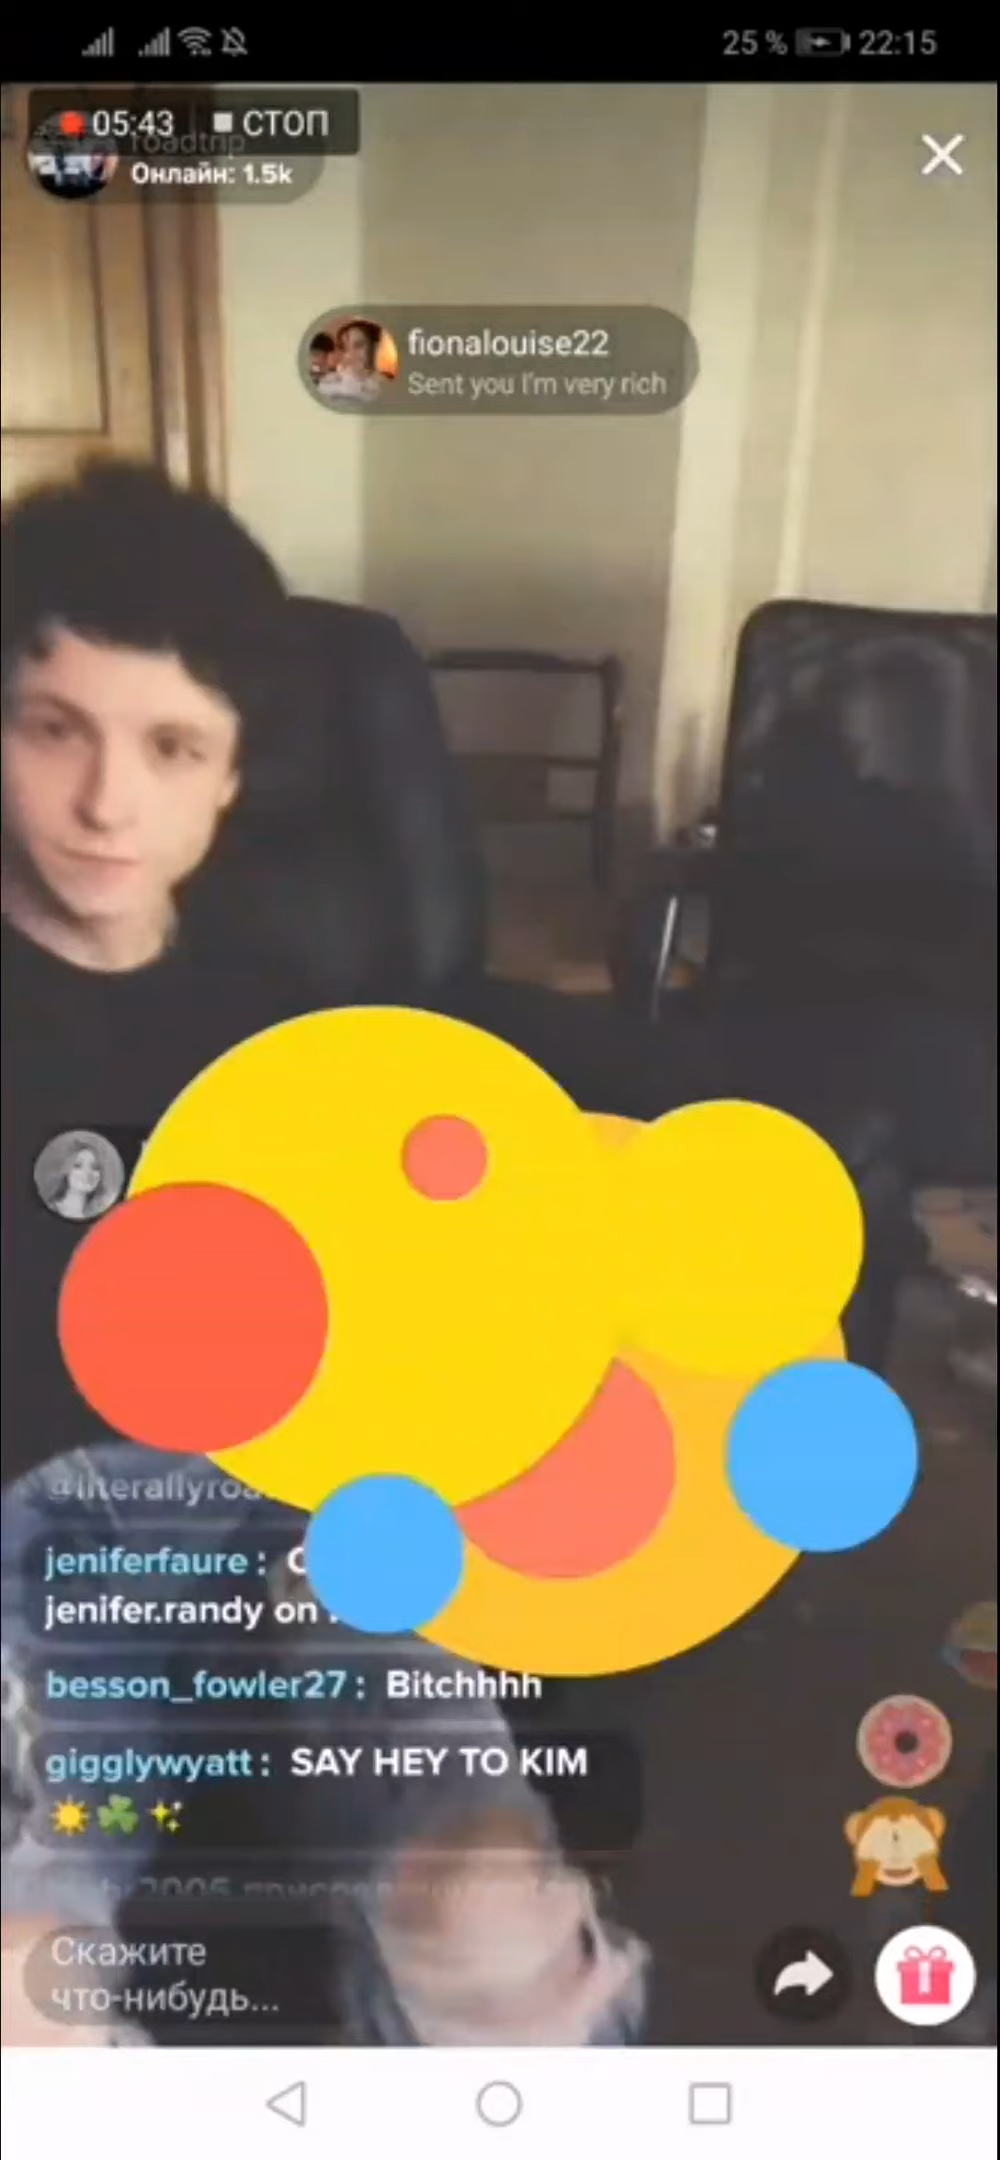 25 % 22:15
05:43 СТОП
roadtrip
Онлайн: 1.5k
fionalouise22
Sent you I'm very rich
jeniferfaure :
jenifer.randy on
besson_fowler27 : Bitchhhh
gigglywyatt : SAY HEY TO KIM
☀️☘️✨
Скажите
что-нибудь...